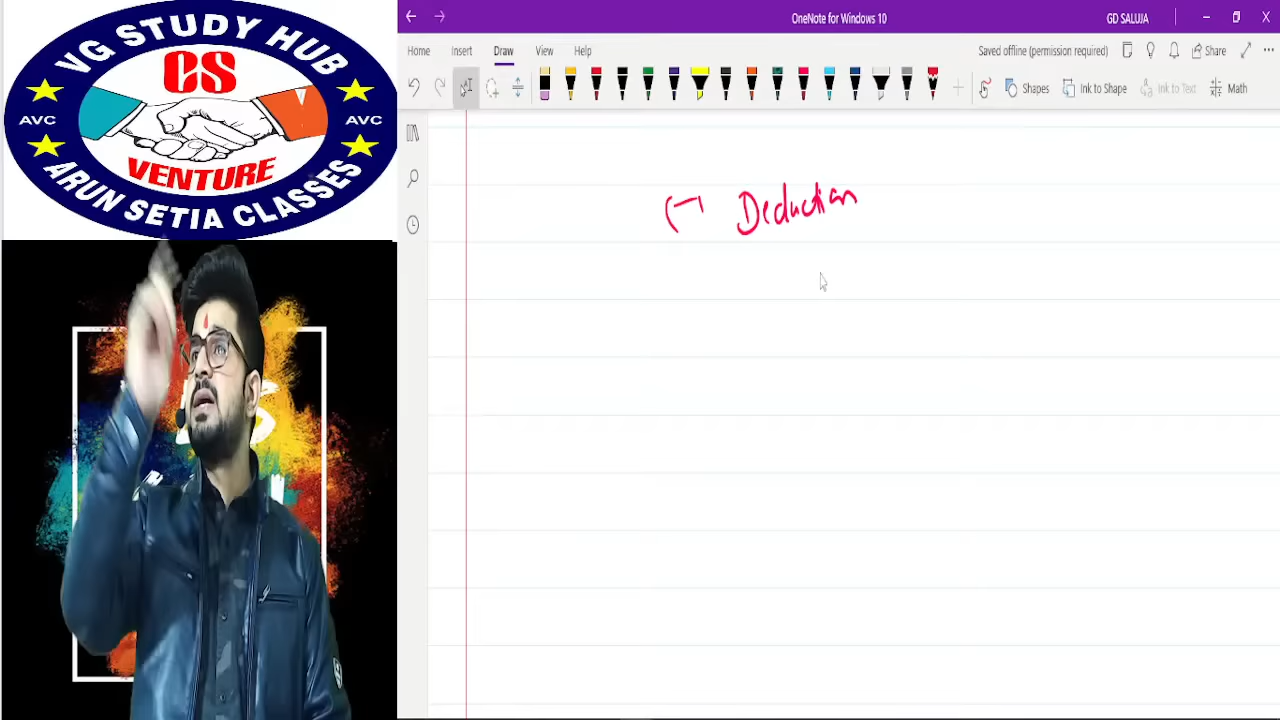 VG STUDY HUB
CS
AVC
AVC
VENTURE
ARUN SETIA CLASSES
OneNote for Windows 10
GD SALUJA
Home Insert Draw View Help
Saved offline (permission required)
Share
Shapes
Ink to Shape
Ink to Text
Math
(-) Deduction